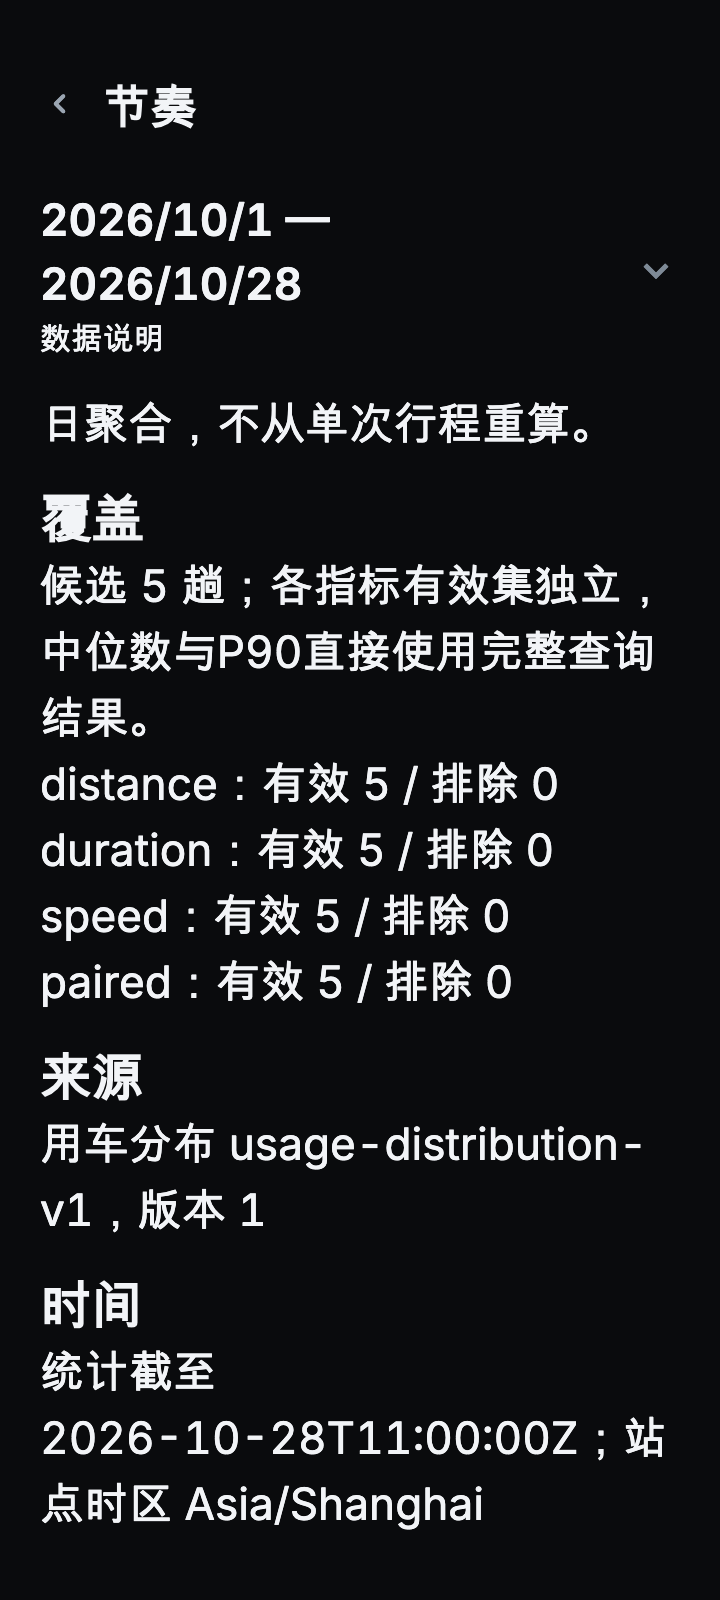 节奏
2026/10/1 —
2026/10/28
数据说明
日聚合，不从单次行程重算。
覆盖
候选 5 趟；各指标有效集独立，
中位数与P90直接使用完整查询
结果。
distance：有效 5 / 排除 0
duration：有效 5 / 排除 0
speed：有效 5 / 排除 0
paired：有效 5 / 排除 0
来源
用车分布 usage-distribution-
v1，版本 1
时间
统计截至
2026-10-28T11:00:00Z；站
点时区 Asia/Shanghai